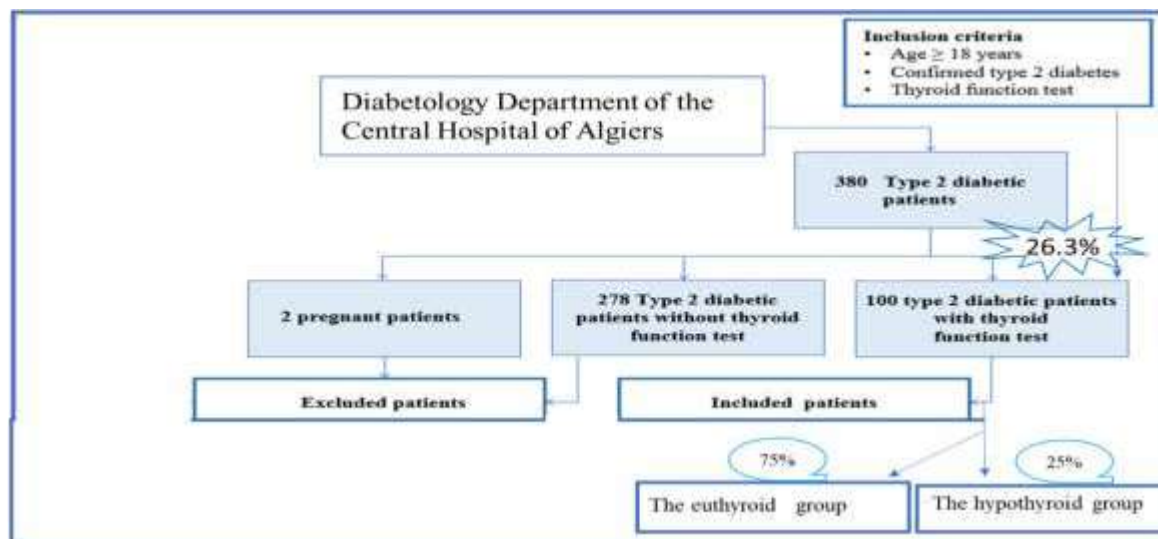 Inclusion criteria
• Age ≥ 18 years
• Confirmed type 2 diabetes
• Thyroid function test
Diabetology Department of the
Central Hospital of Algiers
380 Type 2 diabetic
patients
26.3%
2 pregnant patients
278 Type 2 diabetic
patients without thyroid
function test
100 type 2 diabetic patients
with thyroid
function test
Excluded patients
Included patients
75%
25%
The euthyroid group
The hypothyroid group